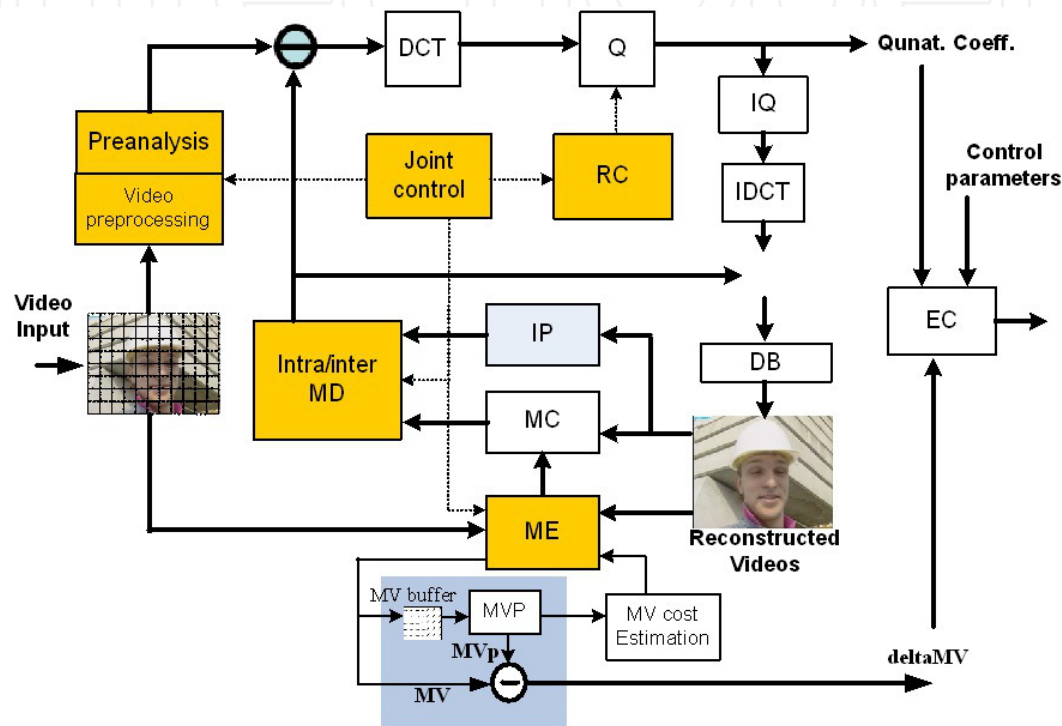 DCT
Q
Qunat. Coeff.
IQ
Preanalysis
Video
preprocessing
Joint
control
RC
IDCT
Control
parameters
Video
Input
Intra/inter
MD
IP
MC
DB
EC
ME
Reconstructed
Videos
MV buffer
MVP
MV cost
Estimation
MVp
MV
deltaMV